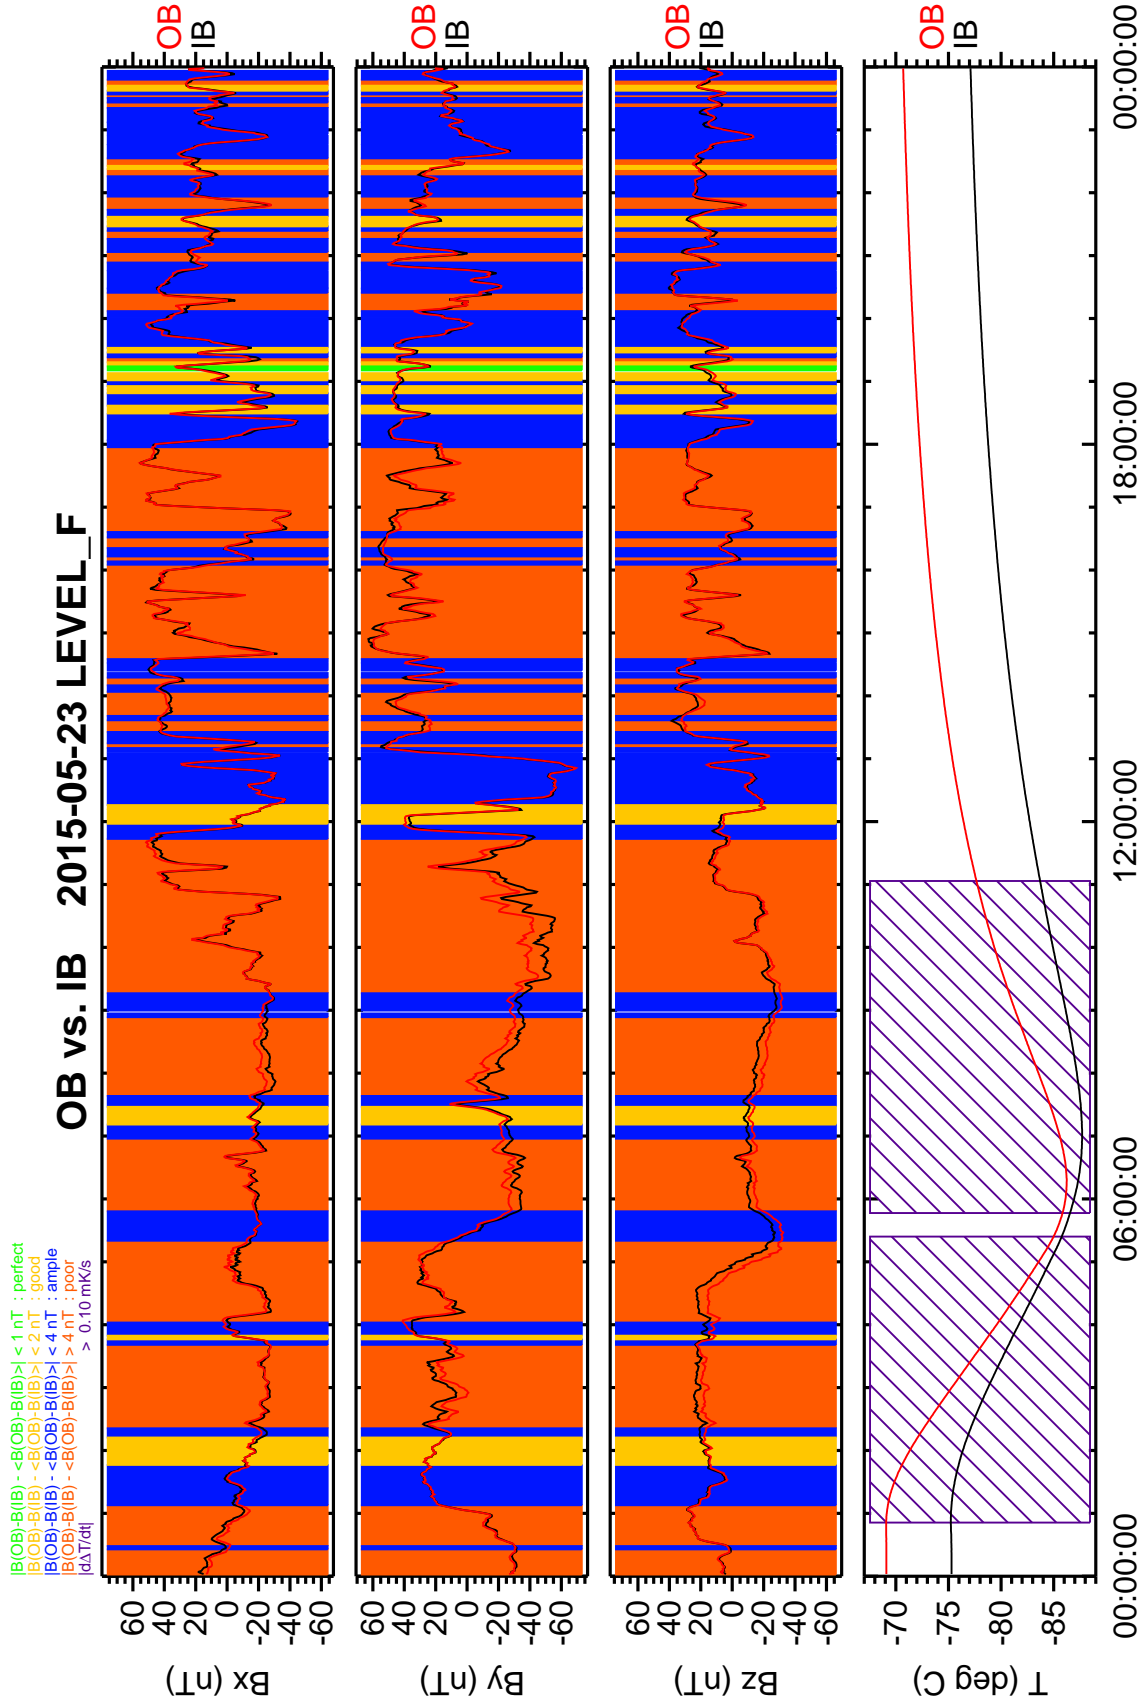 OB vs. IB 2015-05-23 LEVEL_F
|B(OB)-B(IB) - <B(OB)-B(IB)>| < 1 nT : perfect
|B(OB)-B(IB) - <B(OB)-B(IB)>| < 2 nT : good
|B(OB)-B(IB) - <B(OB)-B(IB)>| < 4 nT : ample
|B(OB)-B(IB) - <B(OB)-B(IB)>| > 4 nT : poor
|dΔT/dt| > 0.10 mK/s
Bx (nT)
60
40
20
0
-20
-40
-60
OB
IB
By (nT)
60
40
20
0
-20
-40
-60
OB
IB
Bz (nT)
60
40
20
0
-20
-40
-60
OB
IB
T (deg C)
-70
-75
-80
-85
OB
IB
00:00:00
06:00:00
12:00:00
18:00:00
00:00:00